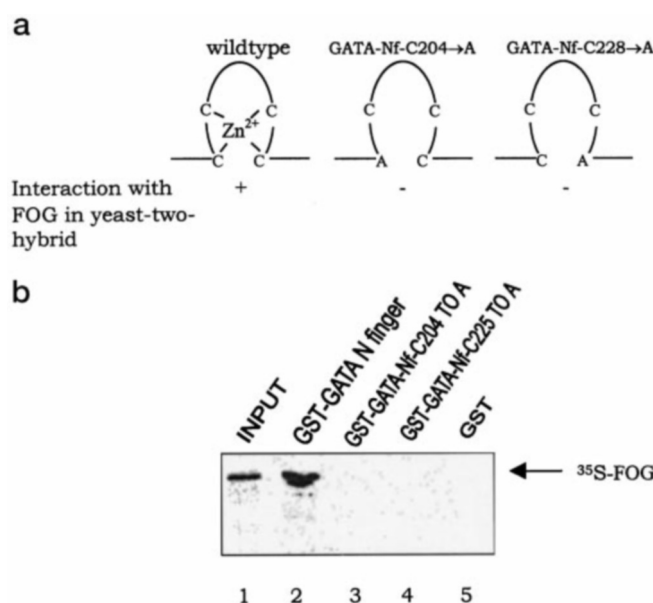 a
wildtype GATA-Nf-C204→A GATA-Nf-C228→A
C C C C C C
Zn2+
C C A C C A
Interaction with + - -
FOG in yeast-two-
hybrid
b
INPUT
GST-GATA N finger
GST-GATA-Nf-C204 TO A
GST-GATA-Nf-C225 TO A
GST
35S-FOG
1 2 3 4 5